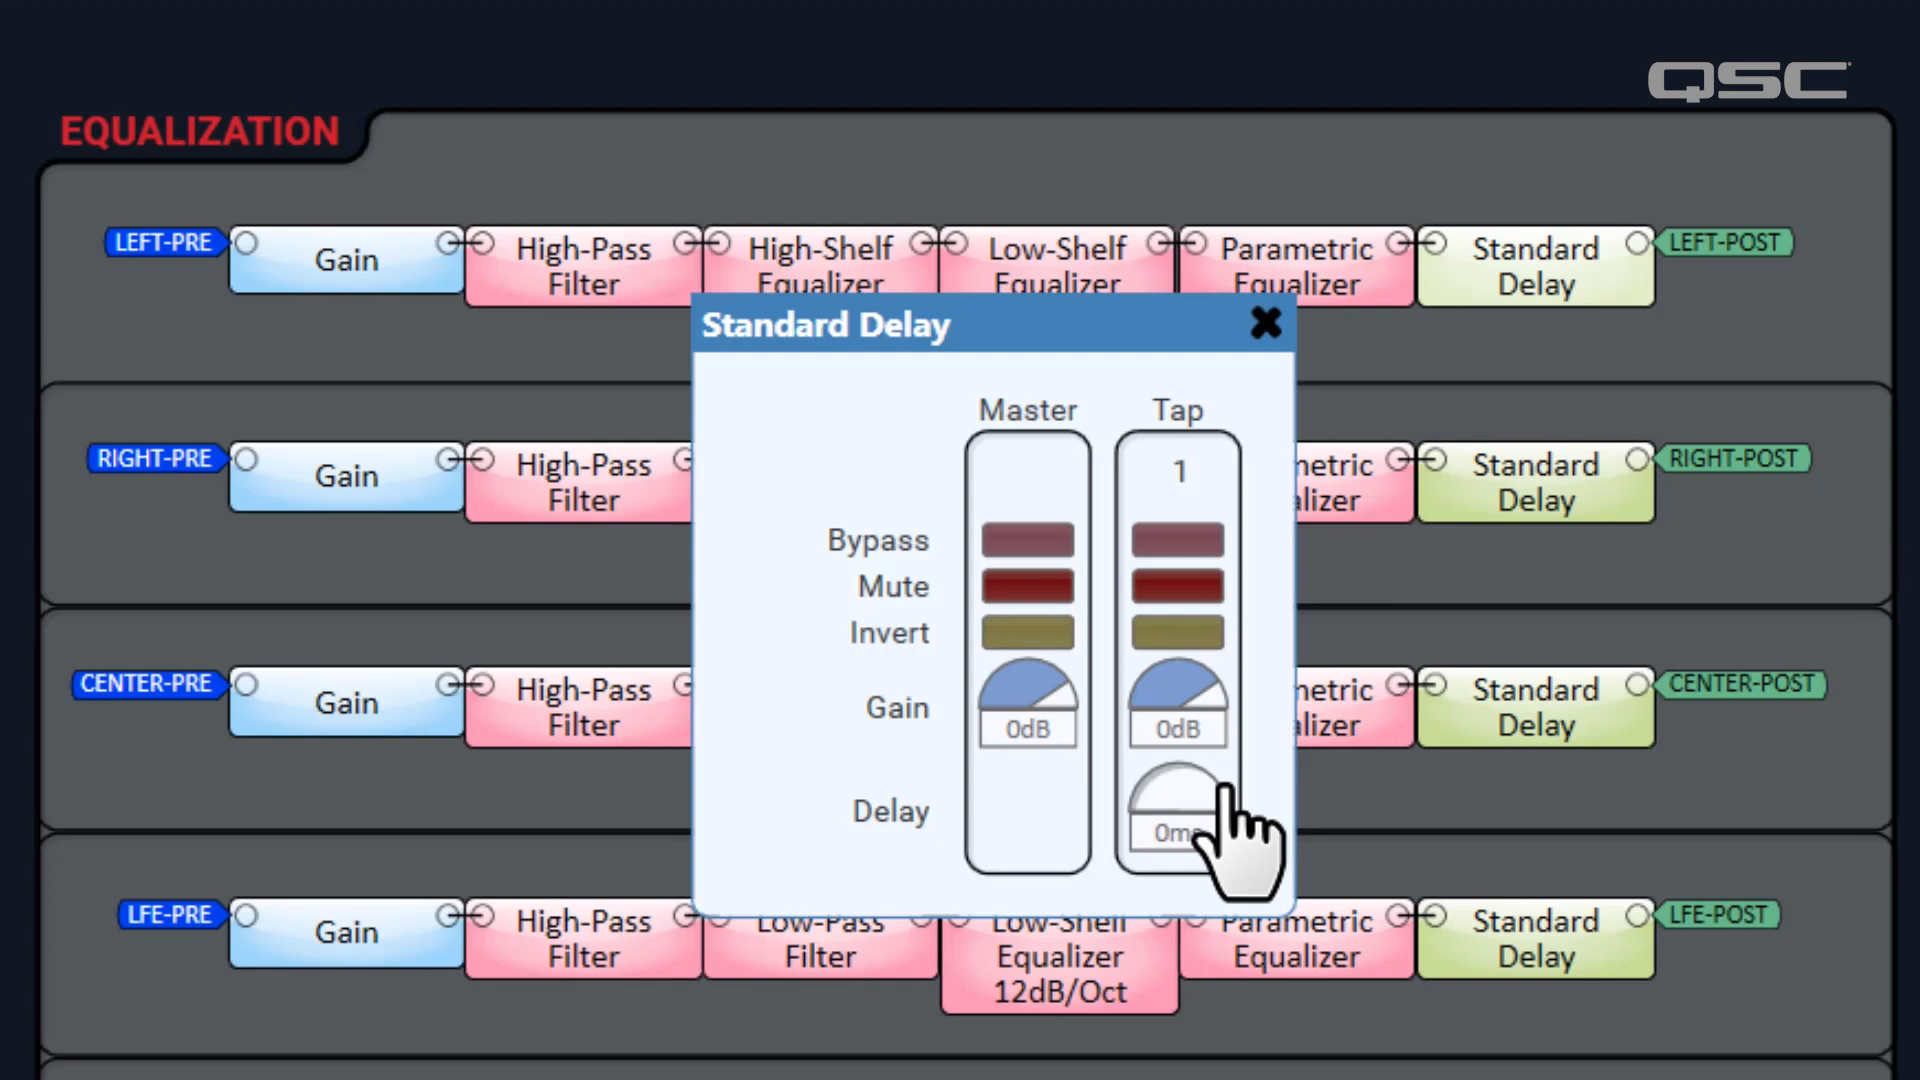 QSC
EQUALIZATION
LEFT-PRE
Gain
High-Pass
Filter
High-Shelf
Equalizer
Low-Shelf
Equalizer
Parametric
Equalizer
Standard
Delay
LEFT-POST
Standard Delay
Master
Tap
1
Bypass
Mute
Invert
Gain
0dB
0dB
Delay
RIGHT-PRE
Gain
High-Pass
Filter
Standard
Delay
RIGHT-POST
CENTER-PRE
Gain
High-Pass
Filter
Standard
Delay
CENTER-POST
LFE-PRE
Gain
High-Pass
Filter
Low-Pass
Filter
Low-Shelf
Equalizer
12dB/Oct
Parametric
Equalizer
Standard
Delay
LFE-POST